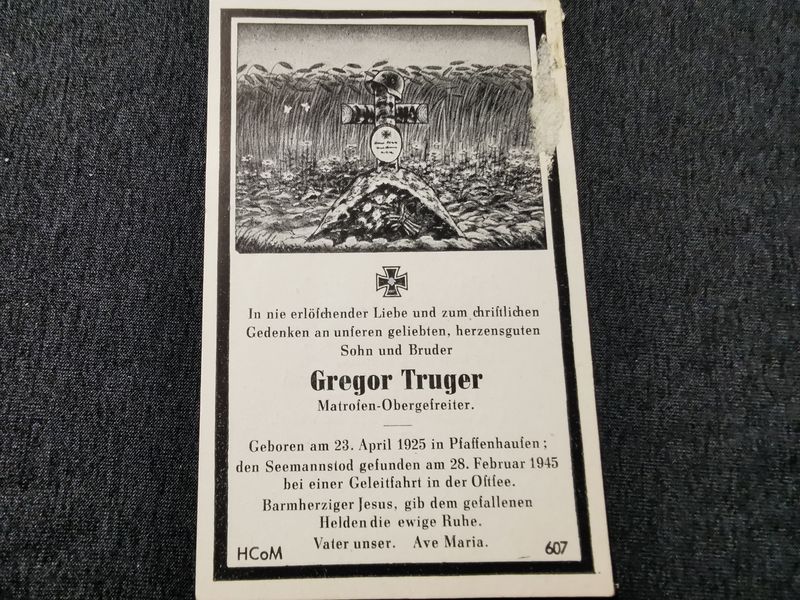 In nie erlöſchender Liebe und zum chriſtlichen
Gedenken an unſeren geliebten, herzensguten
Sohn und Bruder
Gregor Truger
Matroſen-Obergefreiter.
Geboren am 23. April 1925 in Pfaffenhauſen;
den Seemannstod gefunden am 28. Februar 1945
bei einer Geleitfahrt in der Oſtſee.
Barmherziger Jesus, gib dem gefallenen
Helden die ewige Ruhe.
Vater unser. Ave Maria.
HCoM 607